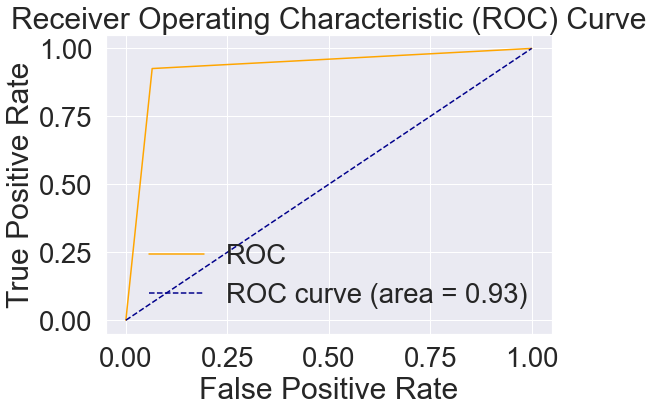 Receiver Operating Characteristic (ROC) Curve
True Positive Rate
1.00
0.75
0.50
0.25
0.00
ROC
ROC curve (area = 0.93)
0.00 0.25 0.50 0.75 1.00
False Positive Rate